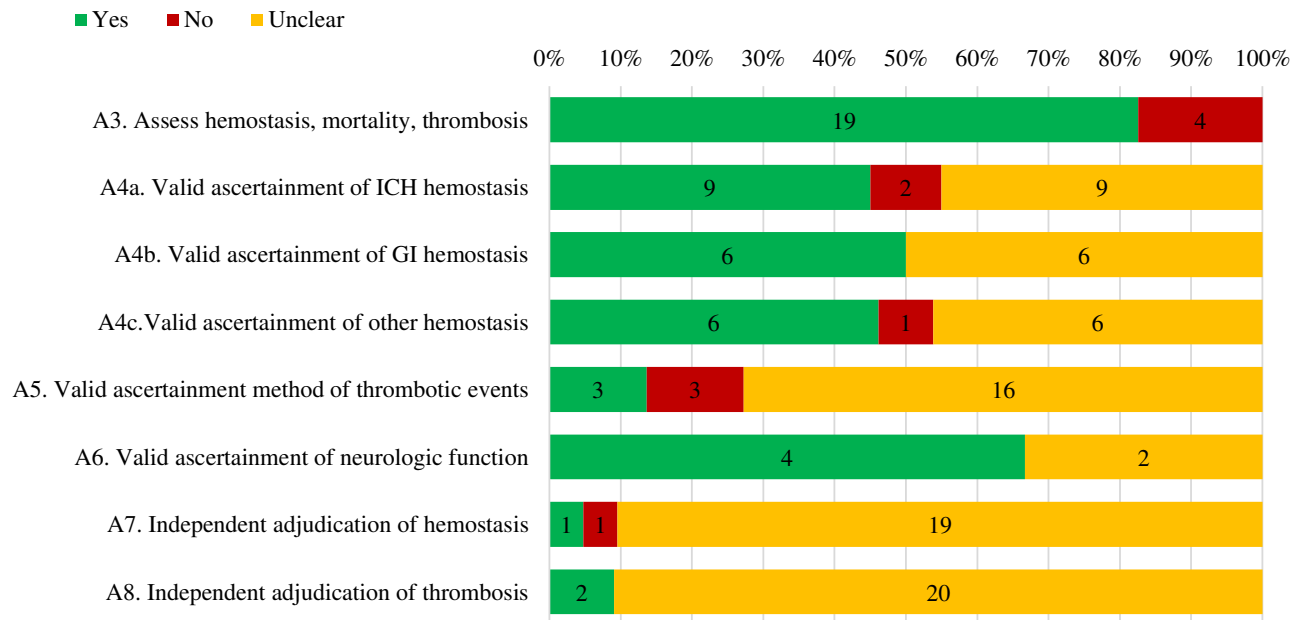 Yes No Unclear
0% 10% 20% 30% 40% 50% 60% 70% 80% 90% 100%
A3. Assess hemostasis, mortality, thrombosis 19 4
A4a. Valid ascertainment of ICH hemostasis 9 2 9
A4b. Valid ascertainment of GI hemostasis 6 6
A4c.Valid ascertainment of other hemostasis 6 1 6
A5. Valid ascertainment method of thrombotic events 3 3 16
A6. Valid ascertainment of neurologic function 4 2
A7. Independent adjudication of hemostasis 1 1 19
A8. Independent adjudication of thrombosis 2 20